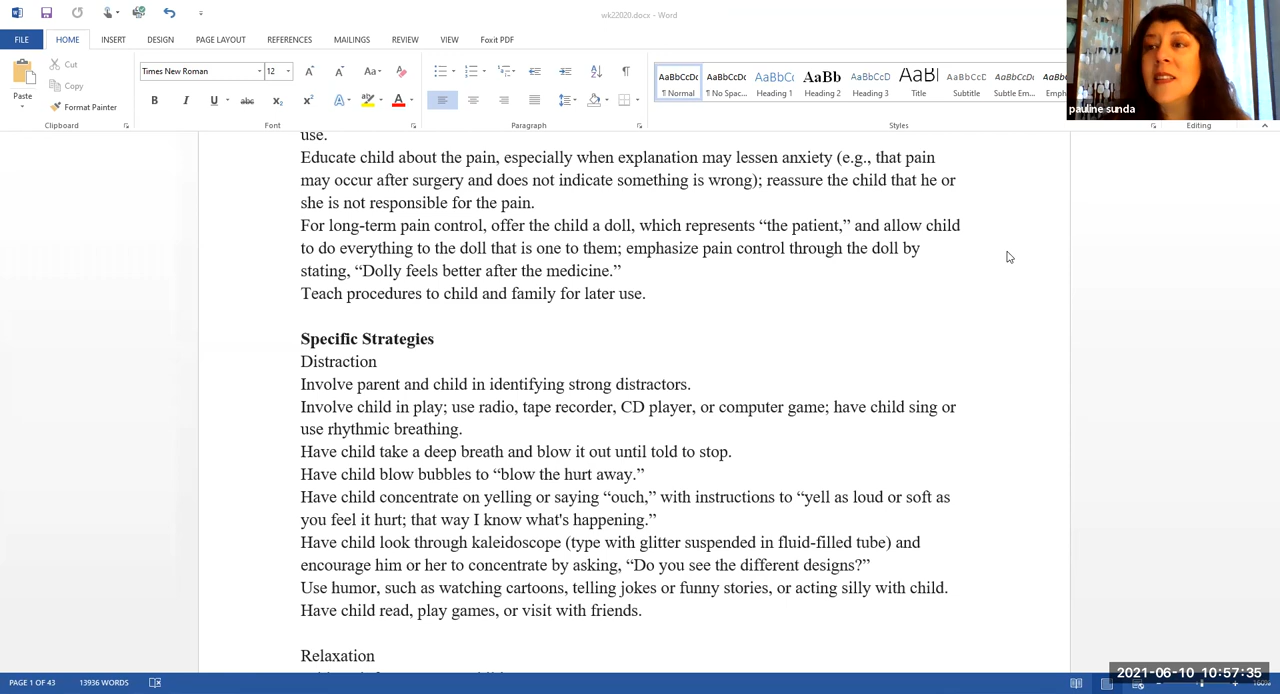 wk22020.docx - Word
FILE HOME INSERT DESIGN PAGE LAYOUT REFERENCES MAILINGS REVIEW VIEW Foxit PDF
Paste
Cut
Copy
Format Painter
Clipboard
Times New Roman 12
Font
Paragraph
AaBbCcDc AaBbCcDc AaBbCc AaBb AaBbCcDc AaB AaBbCcD AaBbCcDc
¶ Normal ¶ No Spac... Heading 1 Heading 2 Heading 3 Title Subtitle Subtle Em...
Styles
Editing
pauline sunda
use.
Educate child about the pain, especially when explanation may lessen anxiety (e.g., that pain
may occur after surgery and does not indicate something is wrong); reassure the child that he or
she is not responsible for the pain.
For long-term pain control, offer the child a doll, which represents “the patient,” and allow child
to do everything to the doll that is one to them; emphasize pain control through the doll by
stating, “Dolly feels better after the medicine.”
Teach procedures to child and family for later use.
Specific Strategies
Distraction
Involve parent and child in identifying strong distractors.
Involve child in play; use radio, tape recorder, CD player, or computer game; have child sing or
use rhythmic breathing.
Have child take a deep breath and blow it out until told to stop.
Have child blow bubbles to “blow the hurt away.”
Have child concentrate on yelling or saying “ouch,” with instructions to “yell as loud or soft as
you feel it hurt; that way I know what's happening.”
Have child look through kaleidoscope (type with glitter suspended in fluid-filled tube) and
encourage him or her to concentrate by asking, “Do you see the different designs?”
Use humor, such as watching cartoons, telling jokes or funny stories, or acting silly with child.
Have child read, play games, or visit with friends.
Relaxation
PAGE 1 OF 43 13936 WORDS
2021-06-10 10:57:35